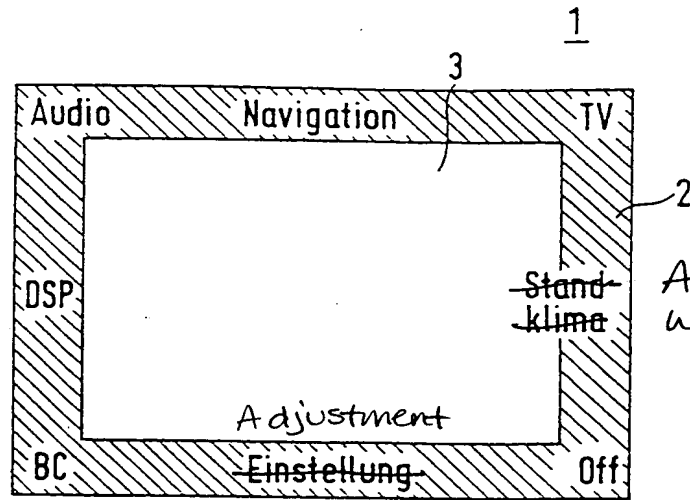 1
3
Audio Navigation TV
2
DSP Stand A
klima w
Adjustment
BC Einstellung Off